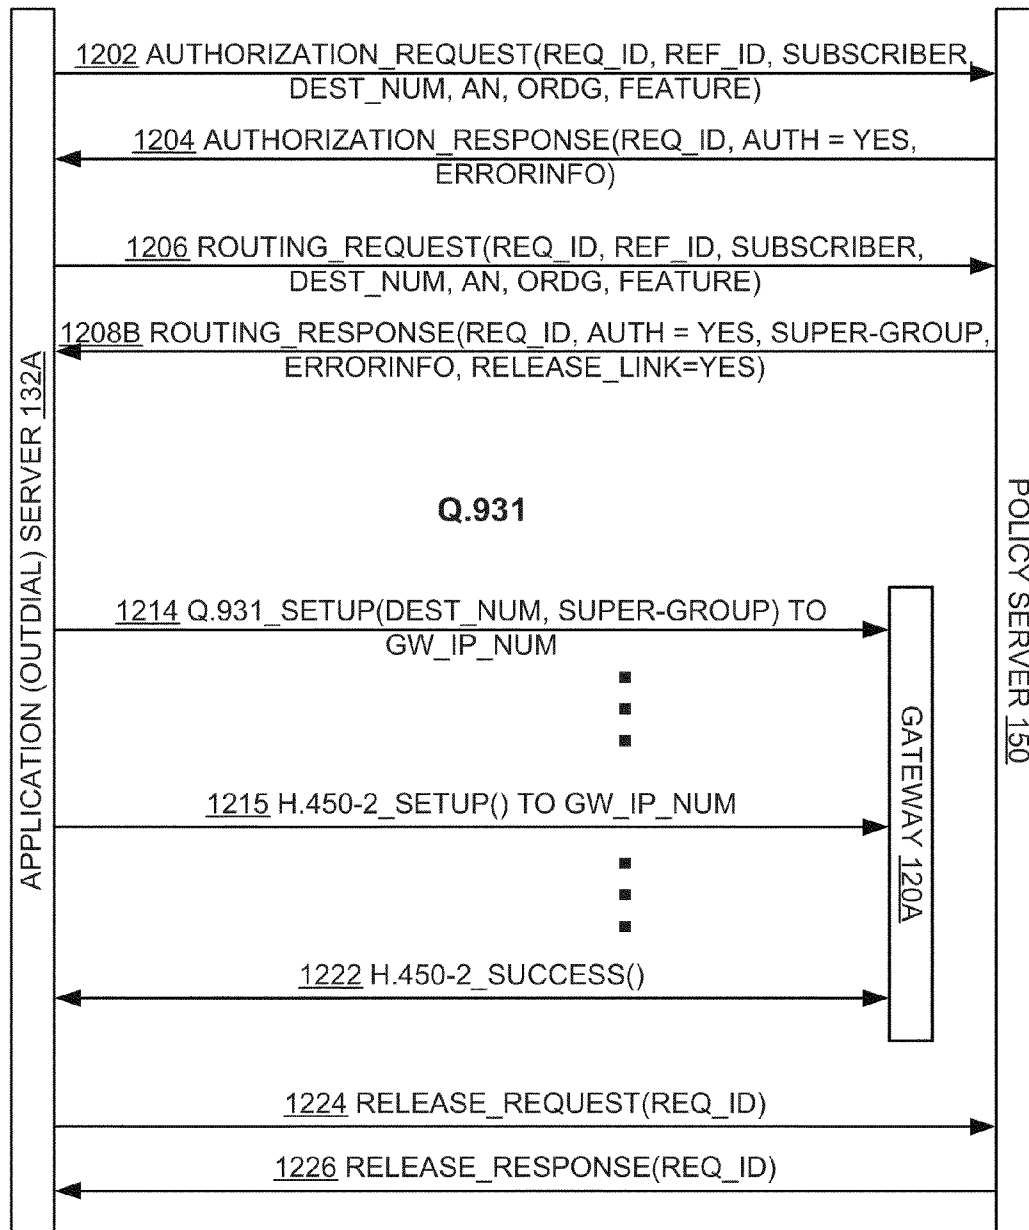 1202 AUTHORIZATION_REQUEST(REQ_ID, REF_ID, SUBSCRIBER,
DEST_NUM, AN, ORDG, FEATURE)
1204 AUTHORIZATION_RESPONSE(REQ_ID, AUTH = YES,
ERRORINFO)
1206 ROUTING_REQUEST(REQ_ID, REF_ID, SUBSCRIBER,
DEST_NUM, AN, ORDG, FEATURE)
1208B ROUTING_RESPONSE(REQ_ID, AUTH = YES, SUPER-GROUP,
ERRORINFO, RELEASE_LINK=YES)
APPLICATION (OUTDIAL) SERVER 132A
POLICY SERVER 150
Q.931
1214 Q.931_SETUP(DEST_NUM, SUPER-GROUP) TO
GW_IP_NUM
GATEWAY 120A
1215 H.450-2_SETUP() TO GW_IP_NUM
1222 H.450-2_SUCCESS()
1224 RELEASE_REQUEST(REQ_ID)
1226 RELEASE_RESPONSE(REQ_ID)